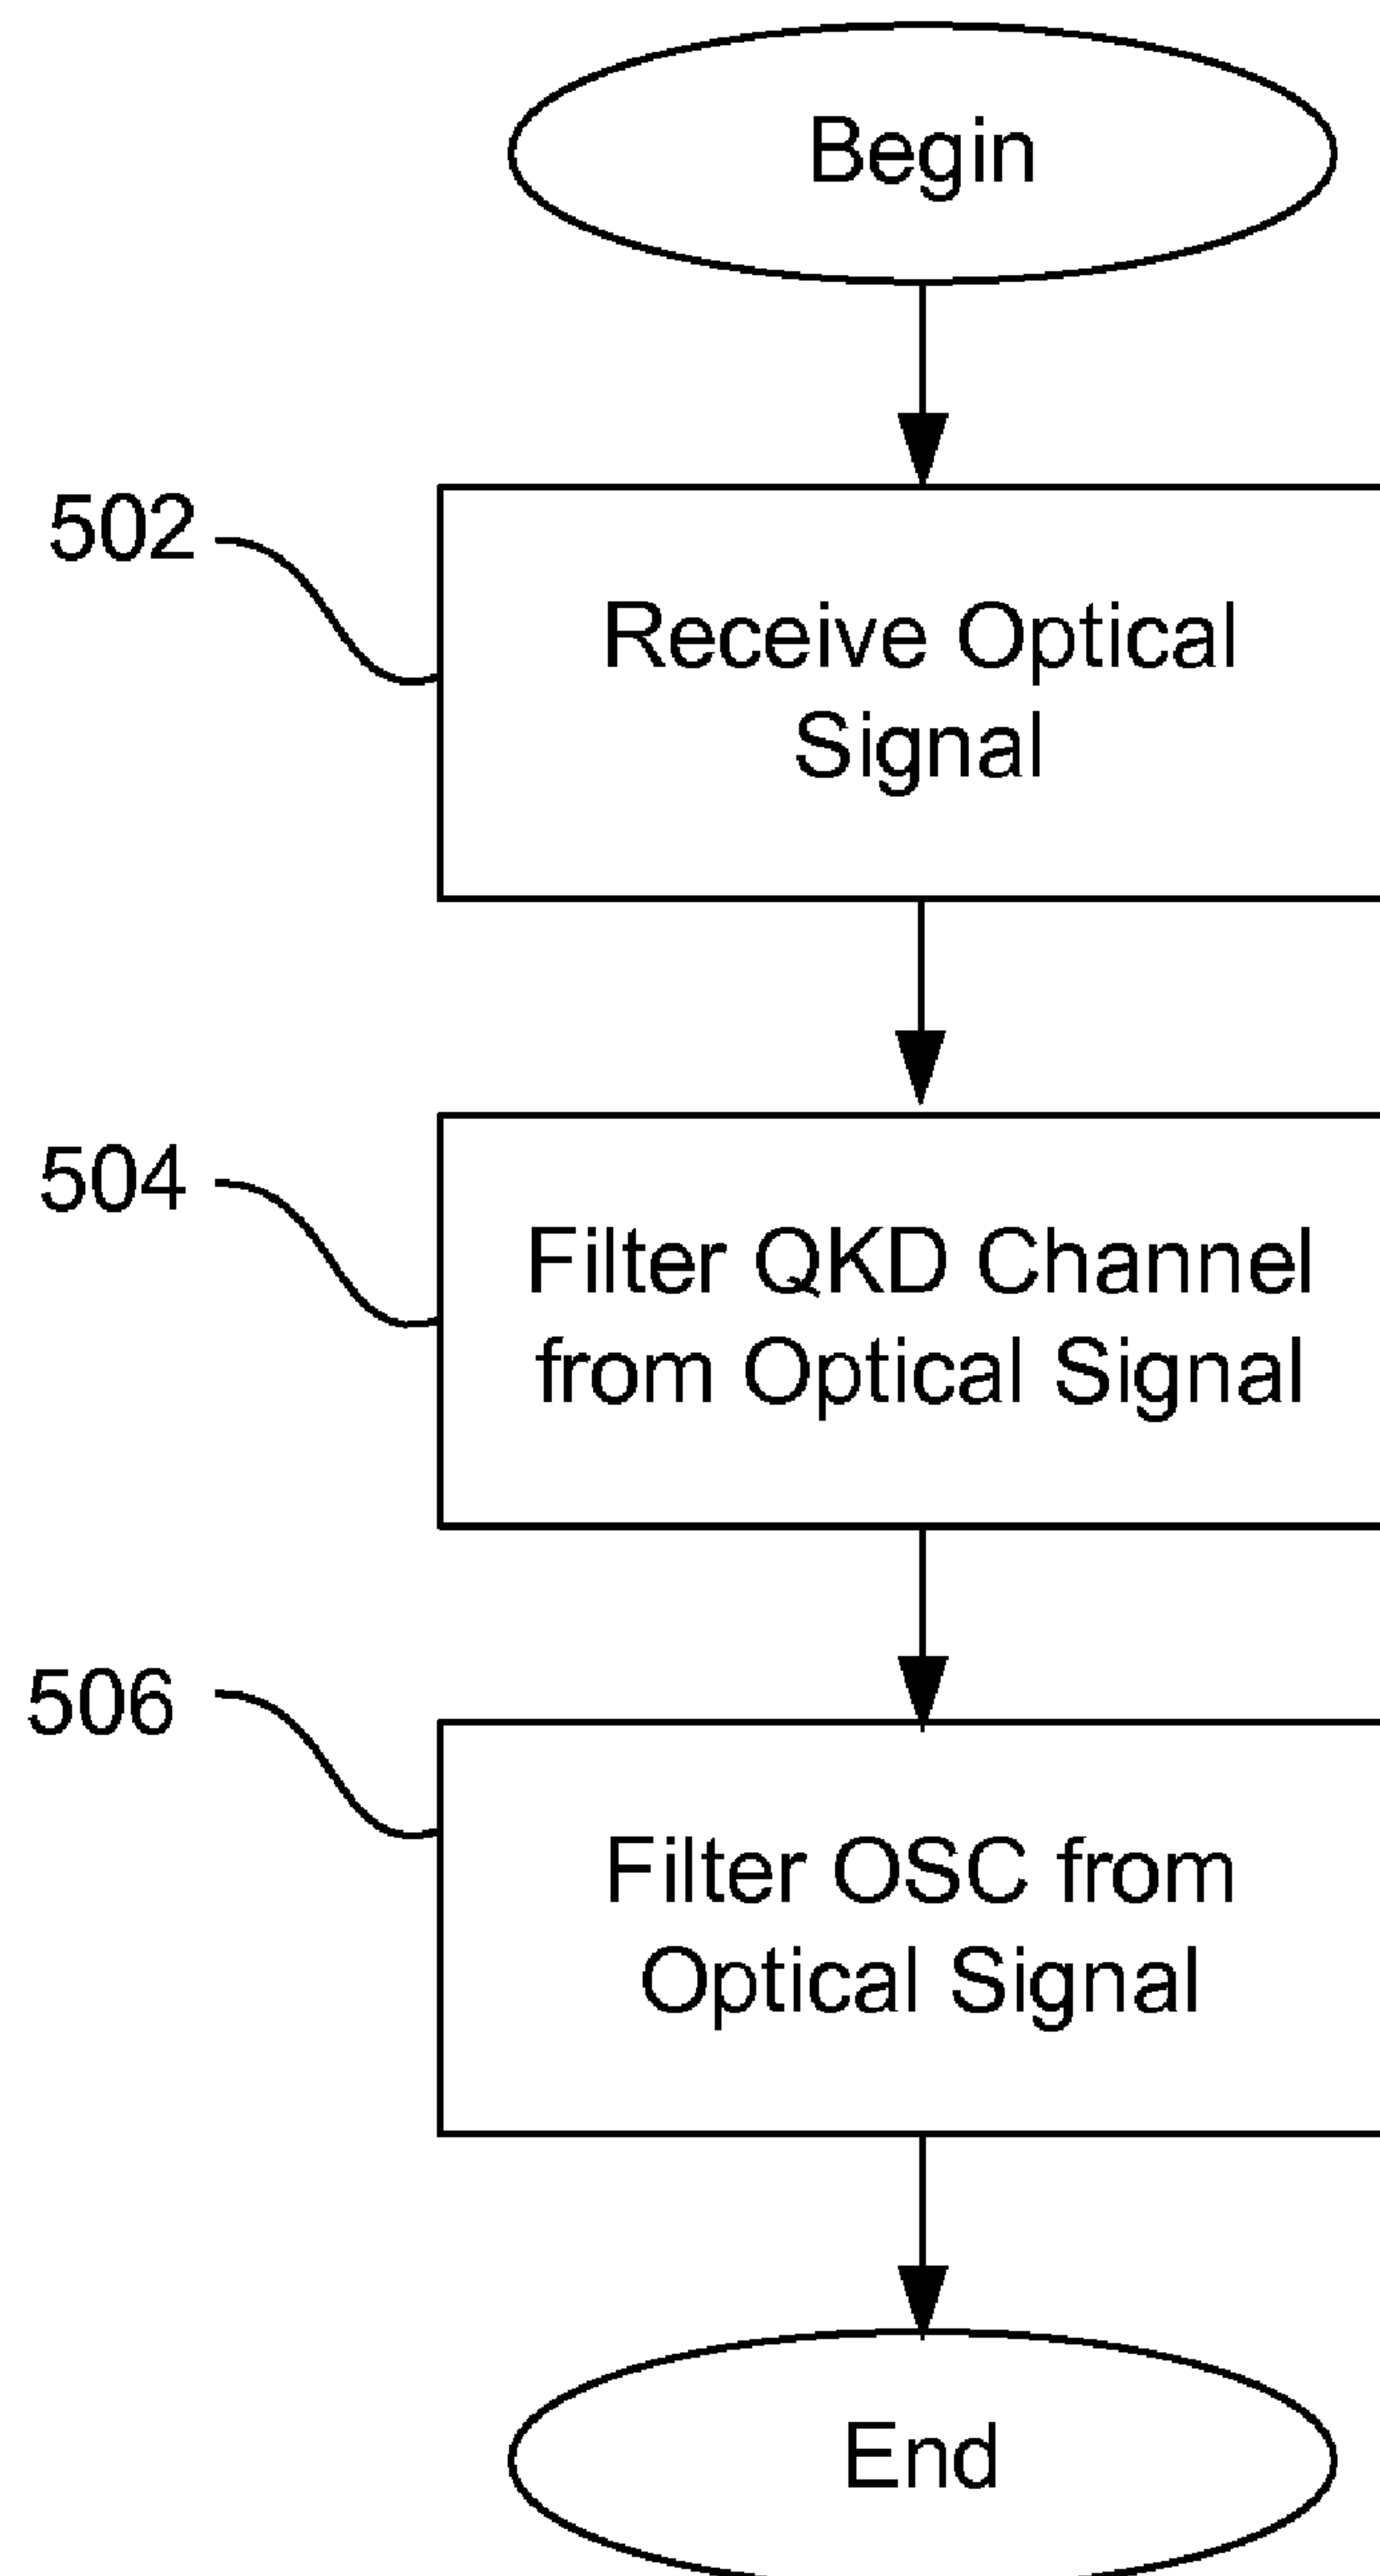 Begin
502
Receive Optical
Signal
504
Filter QKD Channel
from Optical Signal
506
Filter OSC from
Optical Signal
End